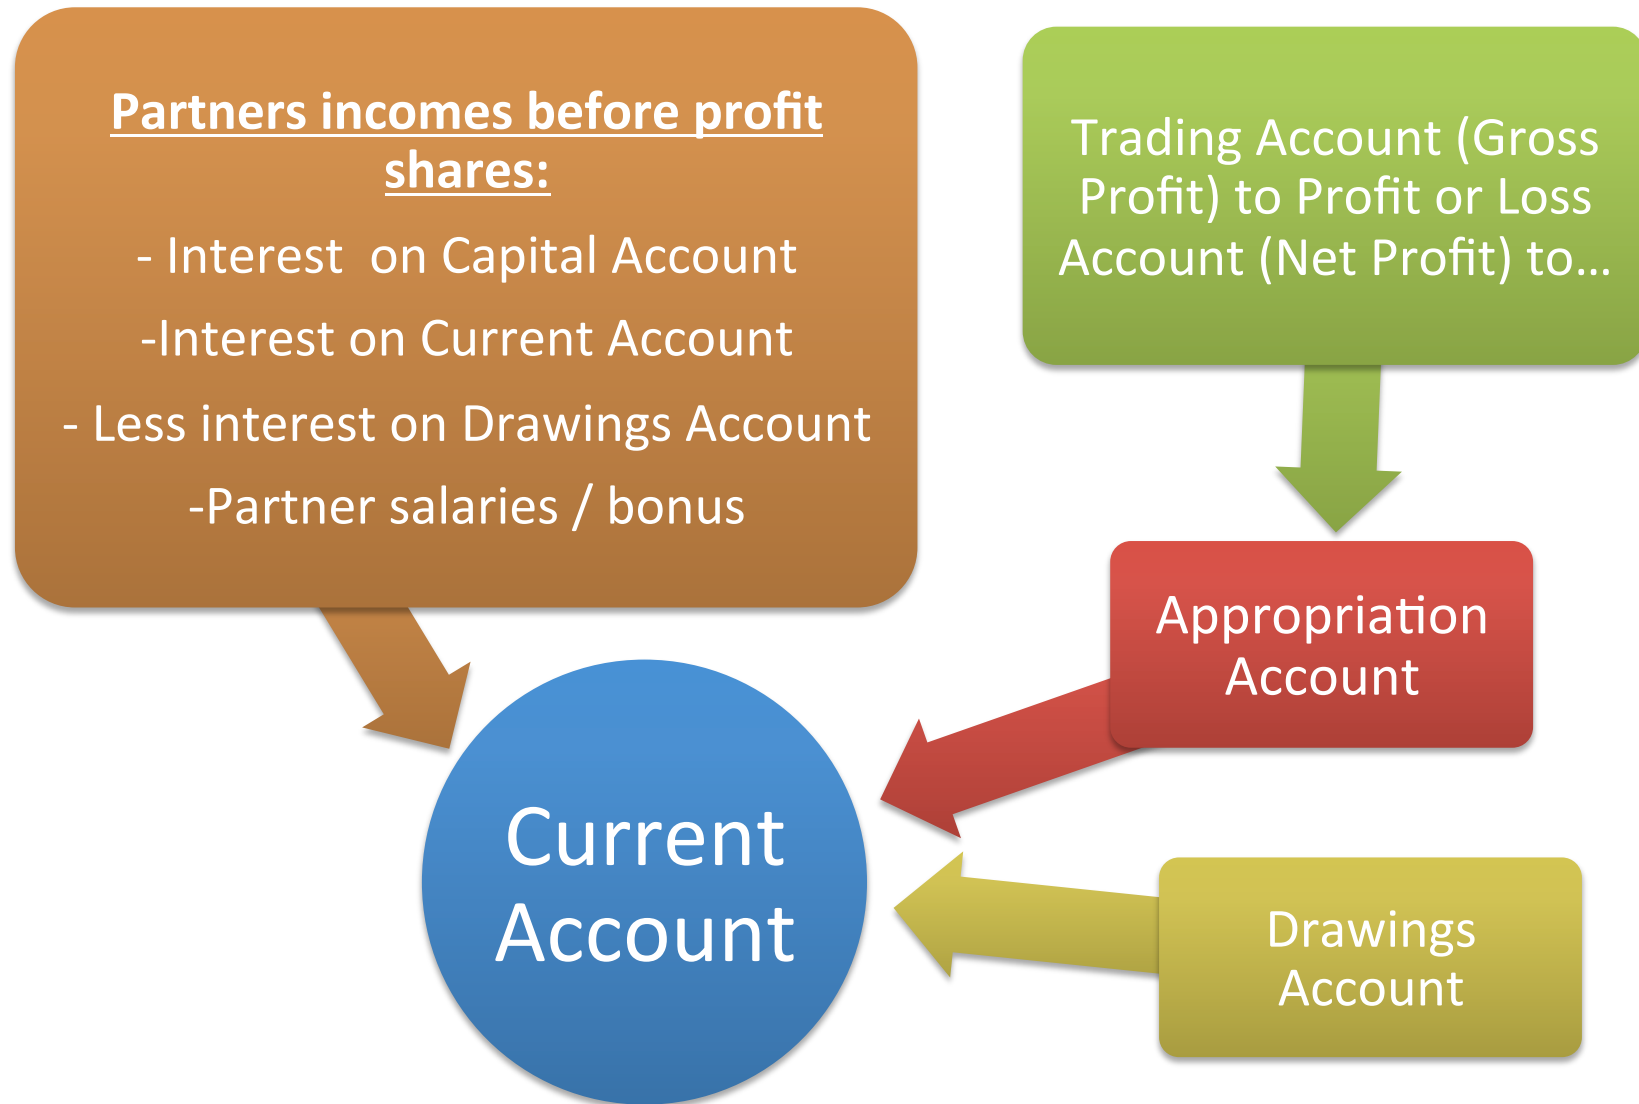 Partners incomes before profit
shares:
- Interest  on Capital Account
-Interest on Current Account
- Less interest on Drawings Account
-Partner salaries / bonus
Trading Account (Gross
Profit) to Profit or Loss
Account (Net Profit) to…
Appropriation
Account
Current
Account
Drawings
Account